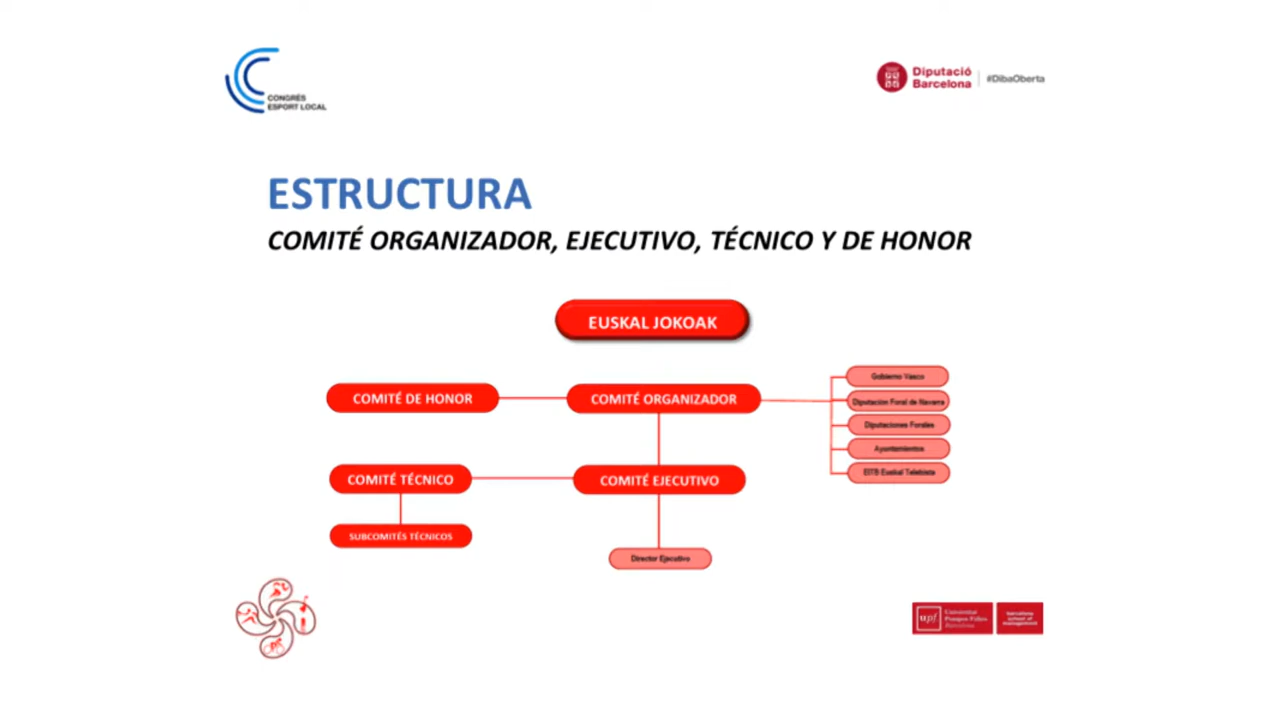 CONGRÉS
ESPORT LOCAL
Diputació
Barcelona
#DibaOberta
ESTRUCTURA
COMITÉ ORGANIZADOR, EJECUTIVO, TÉCNICO Y DE HONOR
EUSKAL JOKOAK
COMITÉ DE HONOR
COMITÉ ORGANIZADOR
Gobierno Vasco
Diputación Foral de Navarra
Diputaciones Forales
Ayuntamientos
EITB Euskal Telebista
COMITÉ TÉCNICO
COMITÉ EJECUTIVO
SUBCOMITÉS TÉCNICOS
Director Ejecutivo
upf
Universitat
Pompeu Fabra
Barcelona
barcelona
school of
management